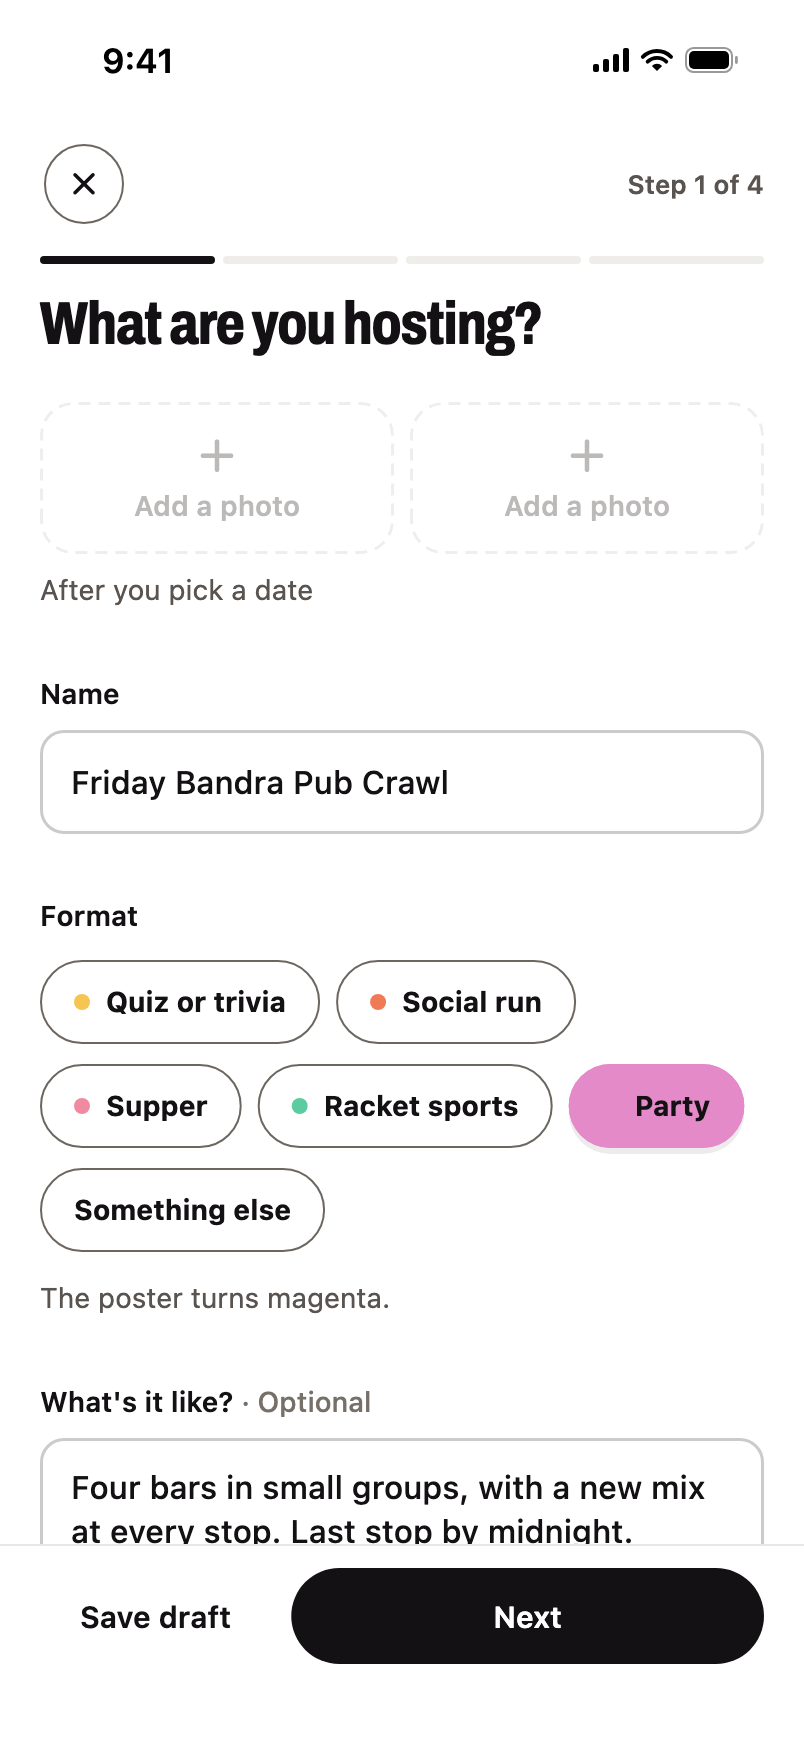 9:41
Step 1 of 4
What are you hosting?
Add a photo
Add a photo
After you pick a date
Name
Friday Bandra Pub Crawl
Format
Quiz or trivia
Social run
Supper
Racket sports
Party
Something else
The poster turns magenta.
What's it like? · Optional
Four bars in small groups, with a new mix
at every stop. Last stop by midnight.
Save draft
Next